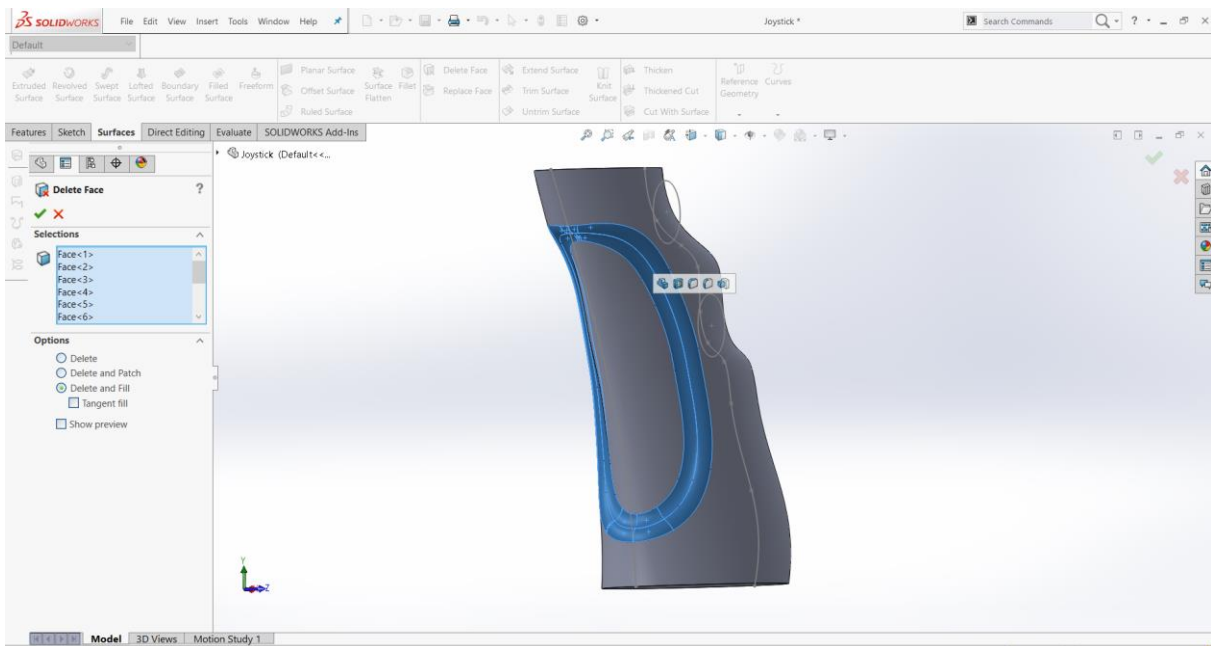 SOLIDWORKS File Edit View Insert Tools Window Help Joystick * Search Commands ?
Default
Extruded Surface
Revolved Surface
Swept Surface
Lofted Surface
Boundary Surface
Filled Surface
Freeform
Planar Surface
Offset Surface
Ruled Surface
Surface Flatten
Fillet
Delete Face
Replace Face
Extend Surface
Trim Surface
Untrim Surface
Knit Surface
Thicken
Thickened Cut
Cut With Surface
Reference Geometry
Curves
Features Sketch Surfaces Direct Editing Evaluate SOLIDWORKS Add-Ins
Joystick (Default<<...
Delete Face ?
Selections
Face<1>
Face<2>
Face<3>
Face<4>
Face<5>
Face<6>
Options
Delete
Delete and Patch
Delete and Fill
Tangent fill
Show preview
Y
Z
Model 3D Views Motion Study 1